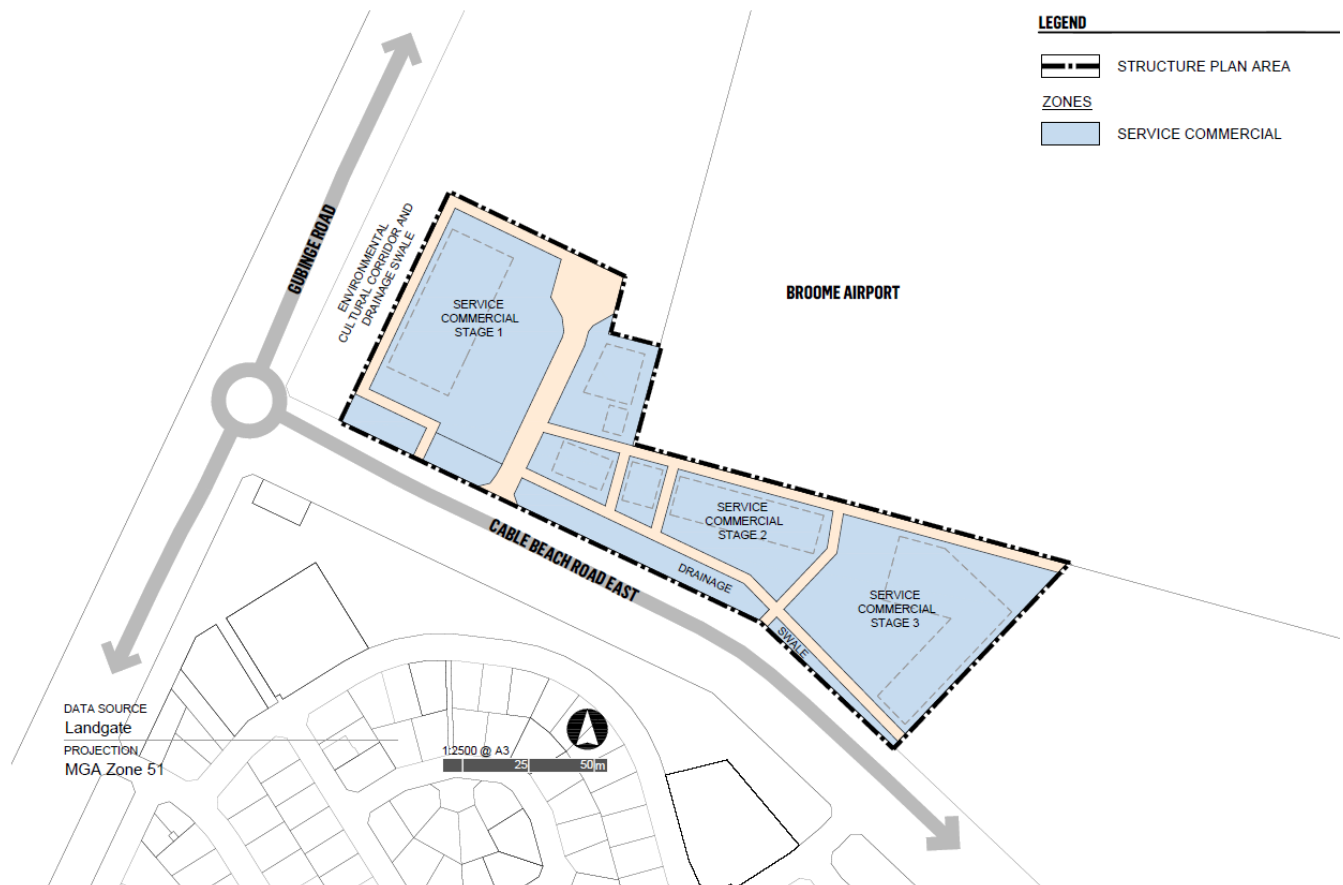 LEGEND
STRUCTURE PLAN AREA
ZONES
SERVICE COMMERCIAL
GUBINGE ROAD
ENVIRONMENTAL
CULTURAL CORRIDOR AND
DRAINAGE SWALE
BROOME AIRPORT
SERVICE
COMMERCIAL
STAGE 1
SERVICE
COMMERCIAL
STAGE 2
CABLE BEACH ROAD EAST
DRAINAGE
SERVICE
COMMERCIAL
STAGE 3
SWALE
DATA SOURCE
Landgate
PROJECTION
MGA Zone 51
1:2500 @ A3
25 50m